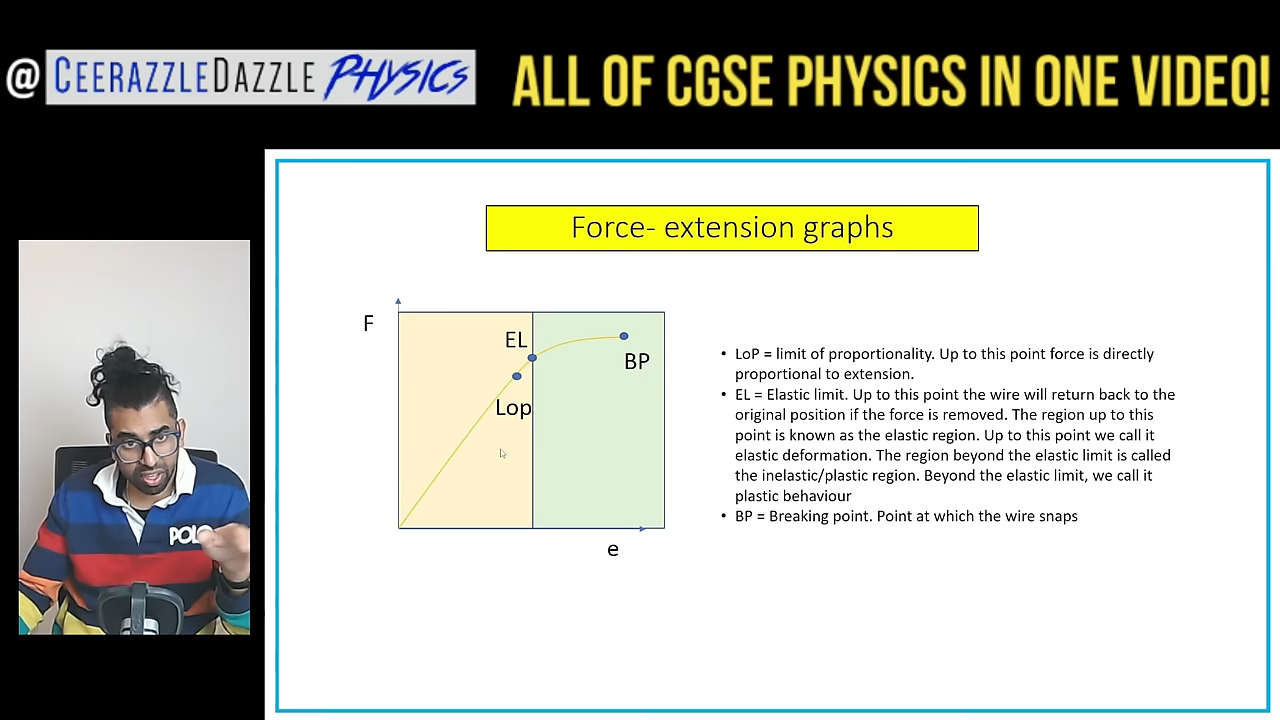 @ CEERAZZLEDAZZLE PHYSICS
ALL OF CGSE PHYSICS IN ONE VIDEO!
Force- extension graphs
F
EL
BP
Lop
e
• LoP = limit of proportionality. Up to this point force is directly
proportional to extension.
• EL = Elastic limit. Up to this point the wire will return back to the
original position if the force is removed. The region up to this
point is known as the elastic region. Up to this point we call it
elastic deformation. The region beyond the elastic limit is called
the inelastic/plastic region. Beyond the elastic limit, we call it
plastic behaviour
• BP = Breaking point. Point at which the wire snaps
POLO